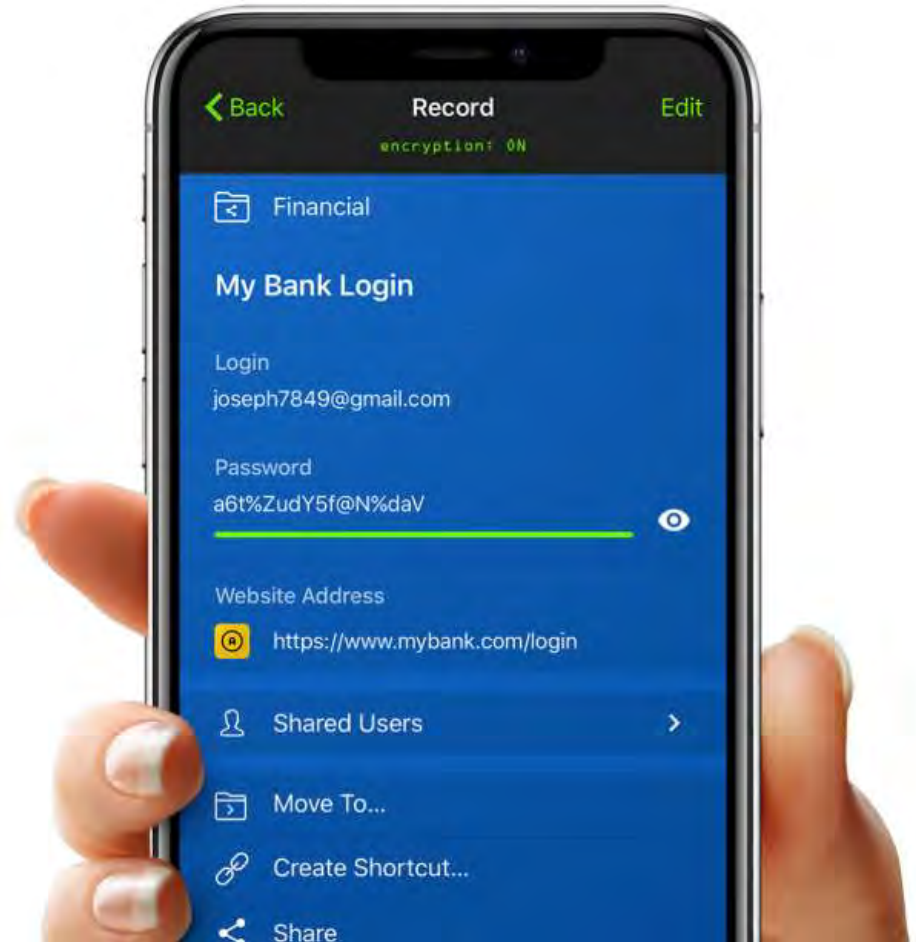 Back Record Edit
encryption: ON
Financial
My Bank Login
Login
joseph7849@gmail.com
Password
a6t%ZudY5f@N%daV
Website Address
https://www.mybank.com/login
Shared Users
Move To...
Create Shortcut...
Share